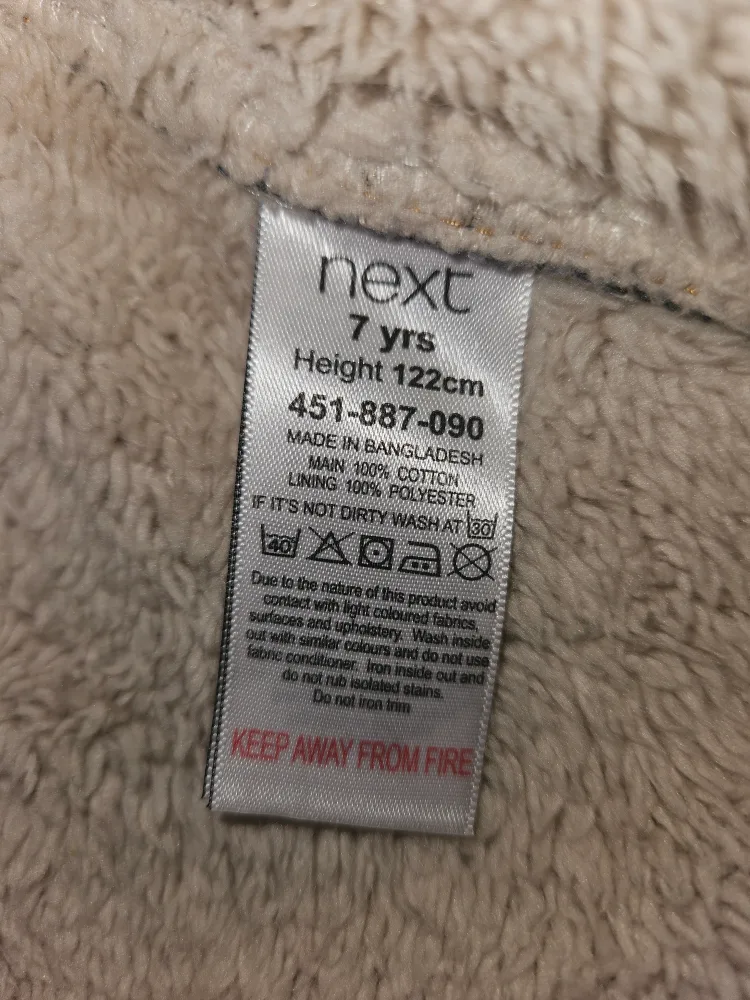 next
7 yrs
Height 122cm
451-887-090
MADE IN BANGLADESH
MAIN 100% COTTON
LINING 100% POLYESTER
IF IT'S NOT DIRTY WASH AT 30
40
Due to the nature of this product avoid
contact with light coloured fabrics,
surfaces and upholstery. Wash inside
out with similar colours and do not use
fabric conditioner. Iron inside out and
do not rub isolated stains.
Do not iron trim
KEEP AWAY FROM FIRE